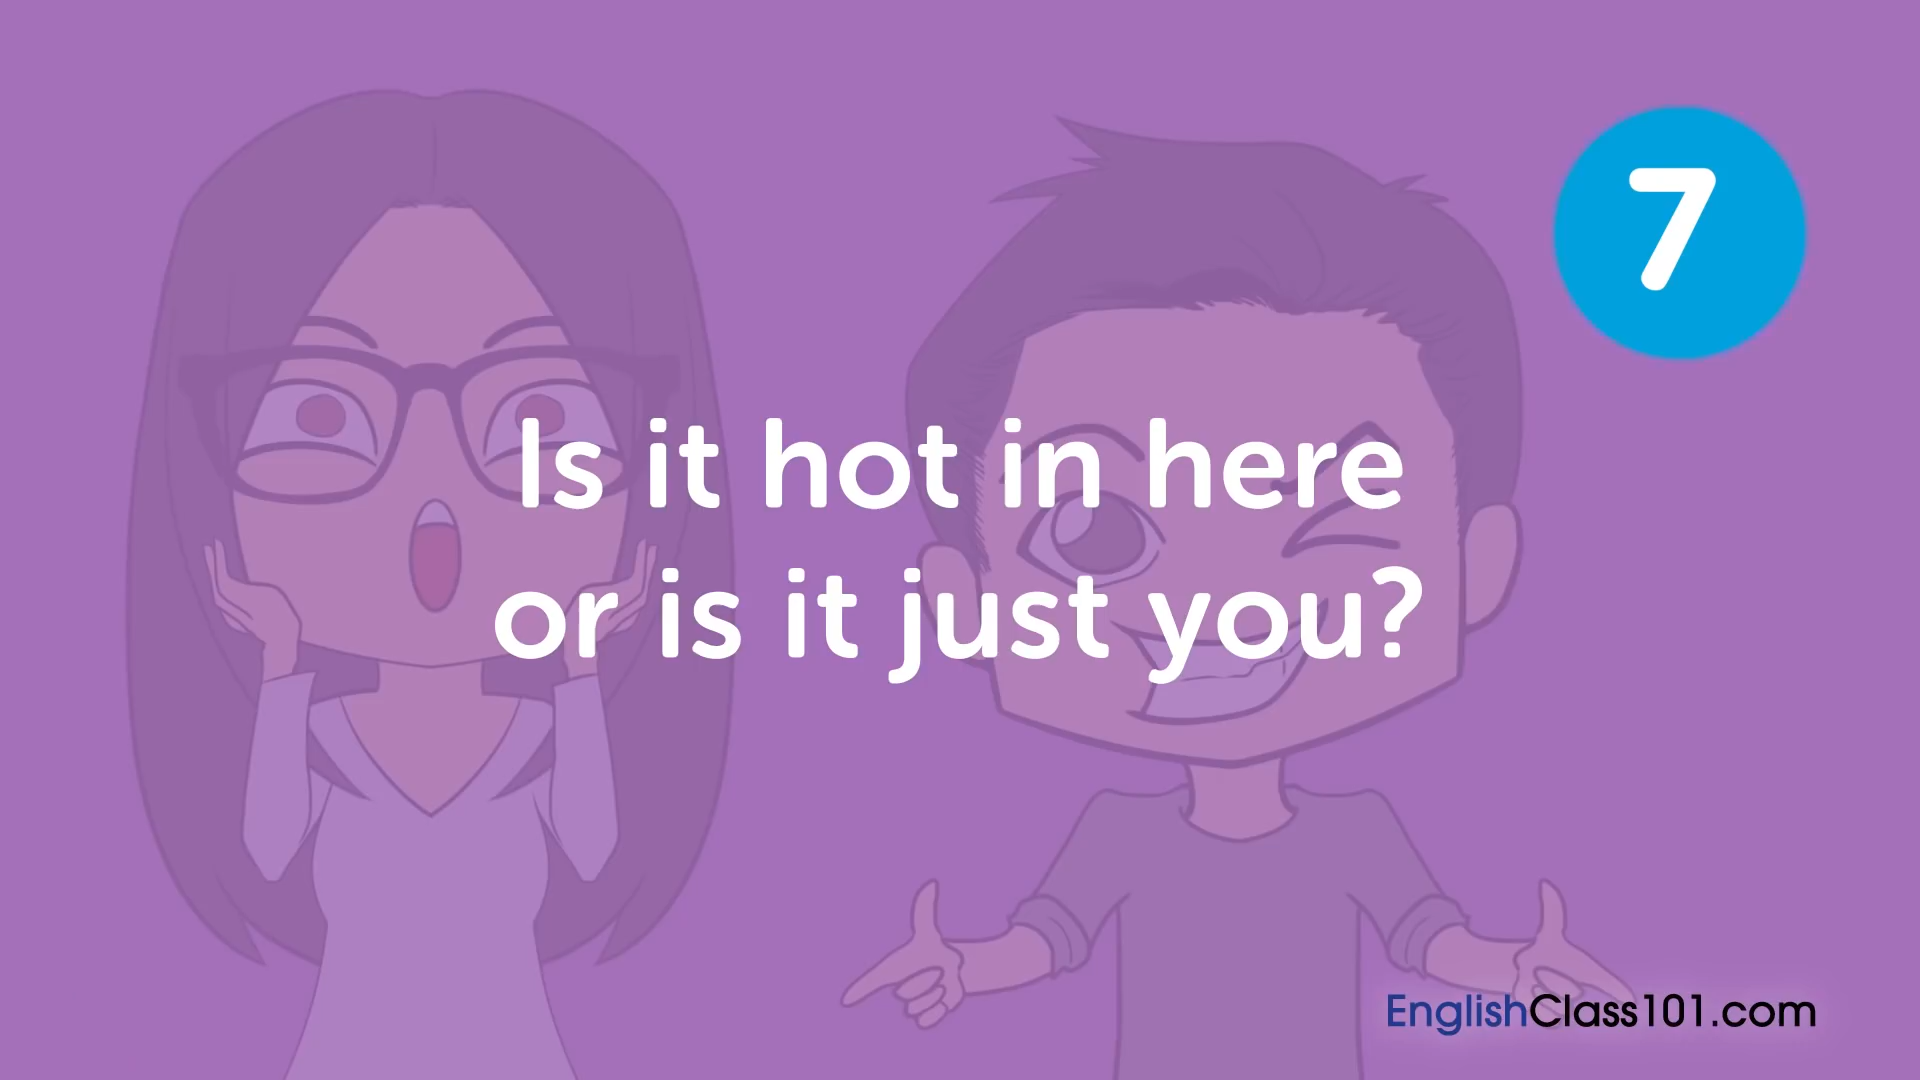 7
Is it hot in here
or is it just you?
EnglishClass101.com